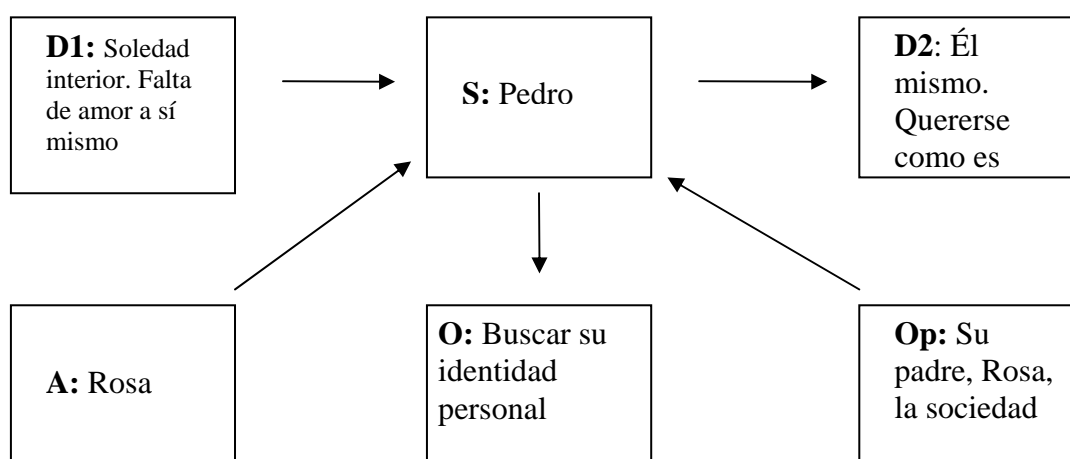 D1: Soledad
interior. Falta
de amor a sí
mismo
S: Pedro
D2: Él
mismo.
Quererse
como es
A: Rosa
O: Buscar su
identidad
personal
Op: Su
padre, Rosa,
la sociedad